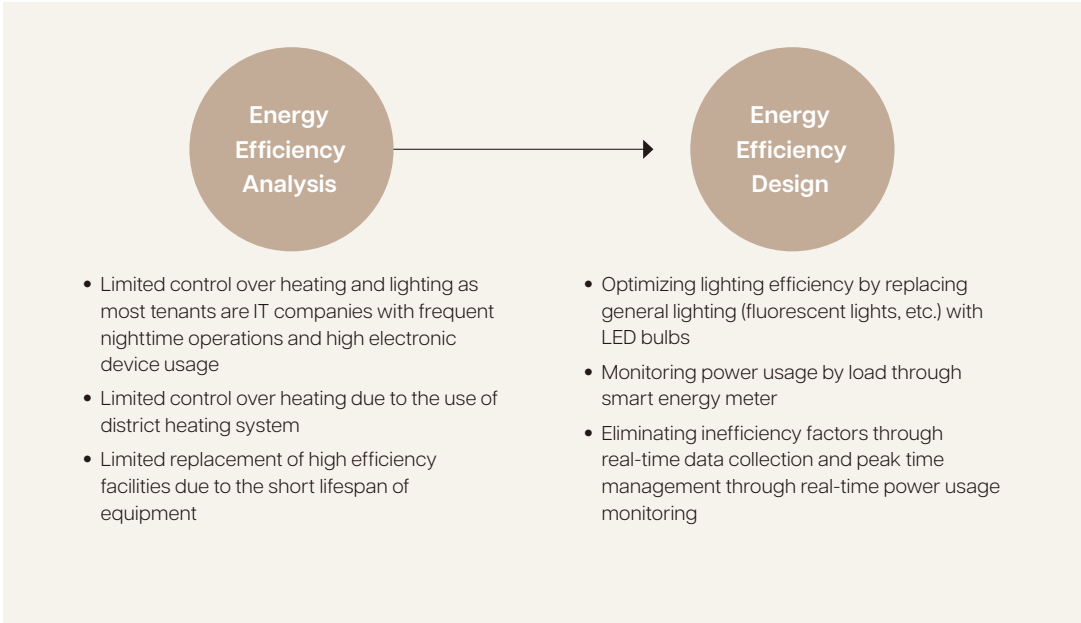 Energy
Efficiency
Analysis
Energy
Efficiency
Design
• Limited control over heating and lighting as
most tenants are IT companies with frequent
nighttime operations and high electronic
device usage
• Limited control over heating due to the use of
district heating system
• Limited replacement of high efficiency
facilities due to the short lifespan of
equipment
• Optimizing lighting efficiency by replacing
general lighting (fluorescent lights, etc.) with
LED bulbs
• Monitoring power usage by load through
smart energy meter
• Eliminating inefficiency factors through
real-time data collection and peak time
management through real-time power usage
monitoring